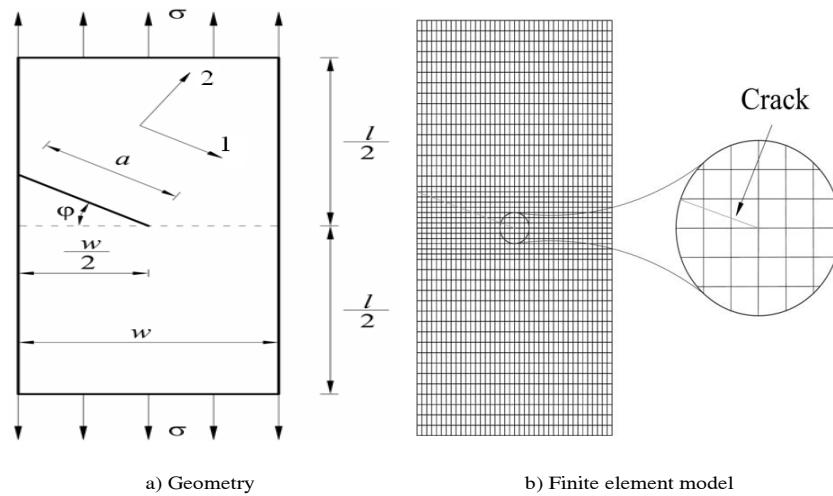 σ
2
1
a
φ
l
2
w
2
l
2
w
σ
Crack
a) Geometry
b) Finite element model